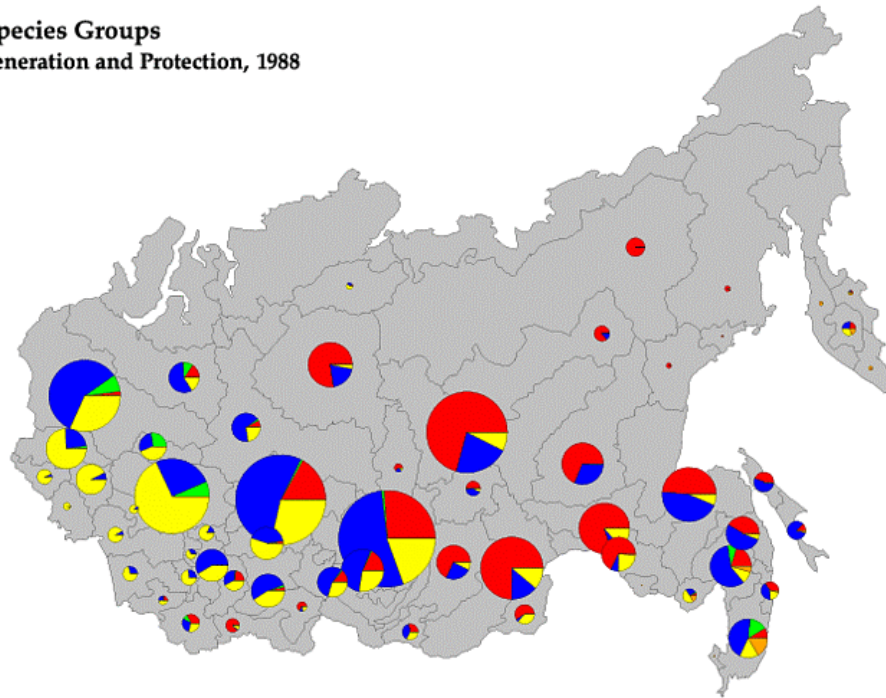 pecies Groups
eneration and Protection, 1988